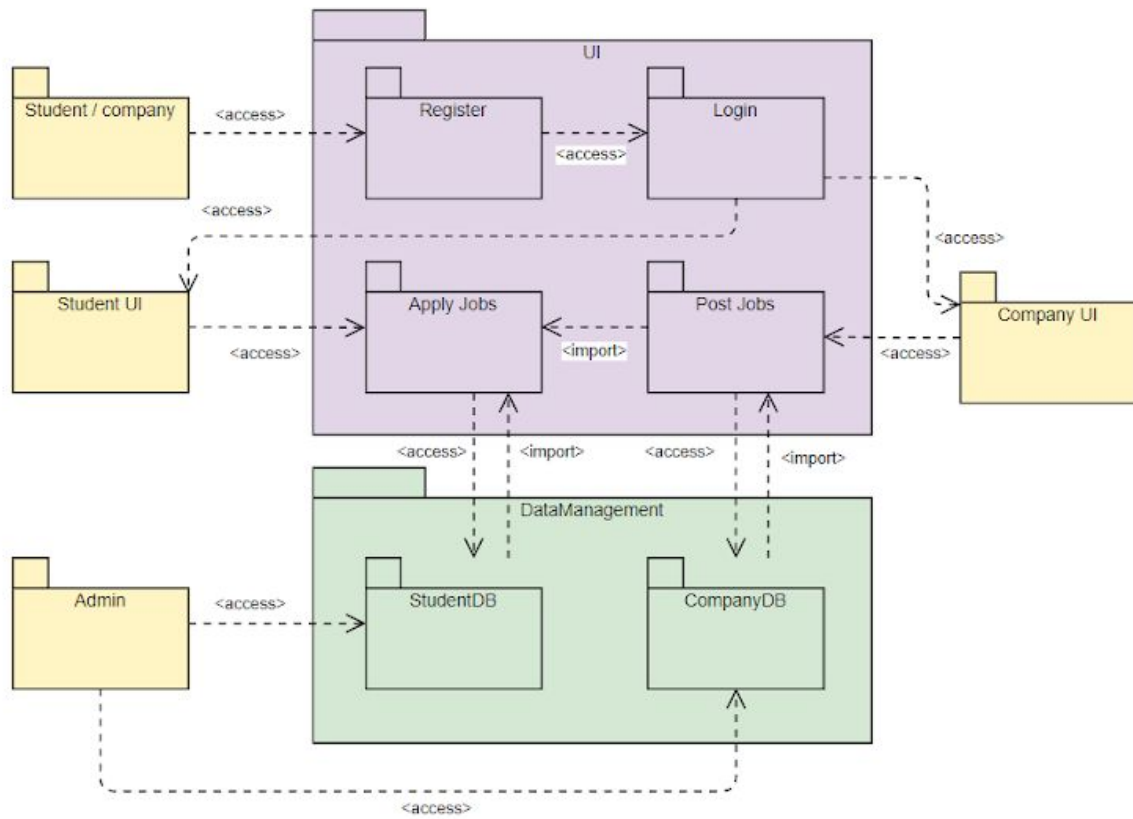 UI
Student / company
<access>
Register
<access>
Login
<access>
<access>
Student UI
<access>
Apply Jobs
<import>
Post Jobs
<access>
Company UI
<access>
<import>
<access>
<import>
DataManagement
Admin
<access>
StudentDB
CompanyDB
<access>